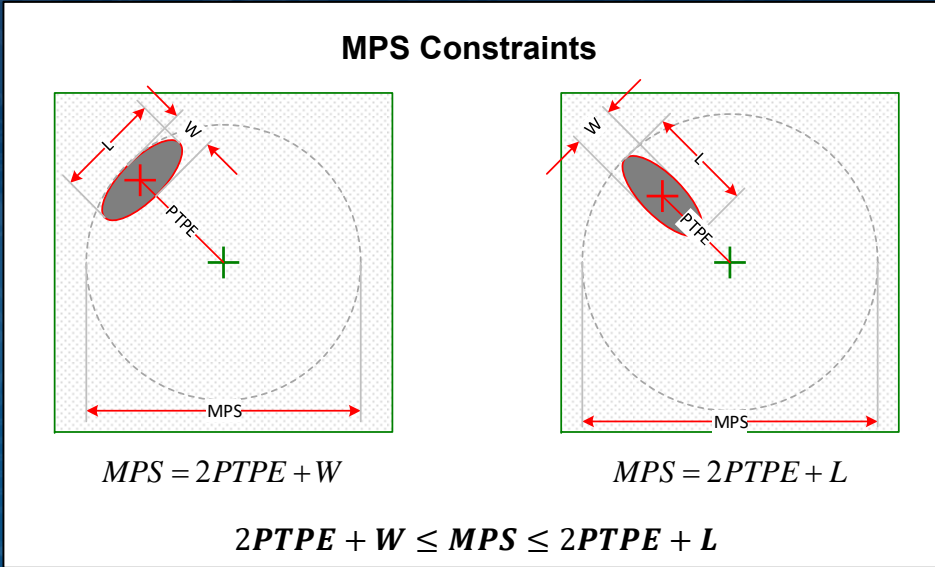 MPS Constraints
L
W
PTPE
MPS
W
L
PTPE
MPS
MPS = 2PTPE + W
MPS = 2PTPE + L
2PTPE + W ≤ MPS ≤ 2PTPE + L